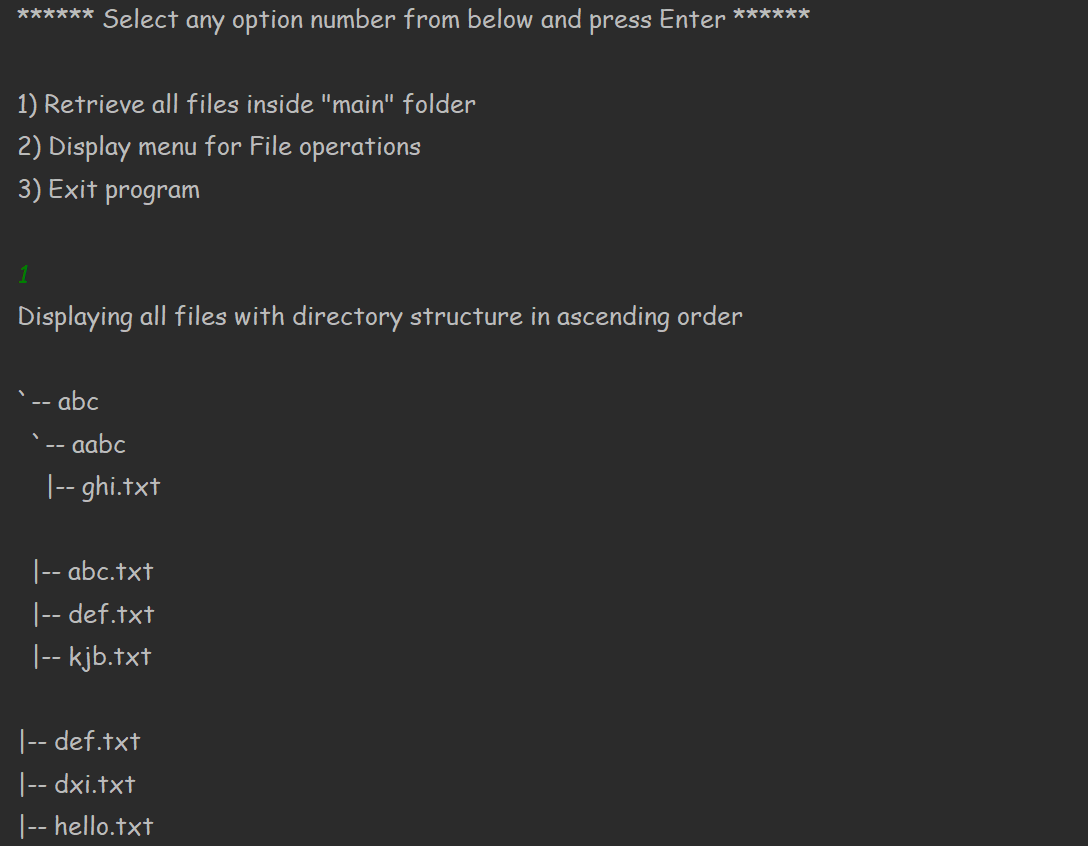 ****** Select any option number from below and press Enter ******
1) Retrieve all files inside "main" folder
2) Display menu for File operations
3) Exit program
1
Displaying all files with directory structure in ascending order
`-- abc
  `-- aabc
    |-- ghi.txt
  |-- abc.txt
  |-- def.txt
  |-- kjb.txt
|-- def.txt
|-- dxi.txt
|-- hello.txt